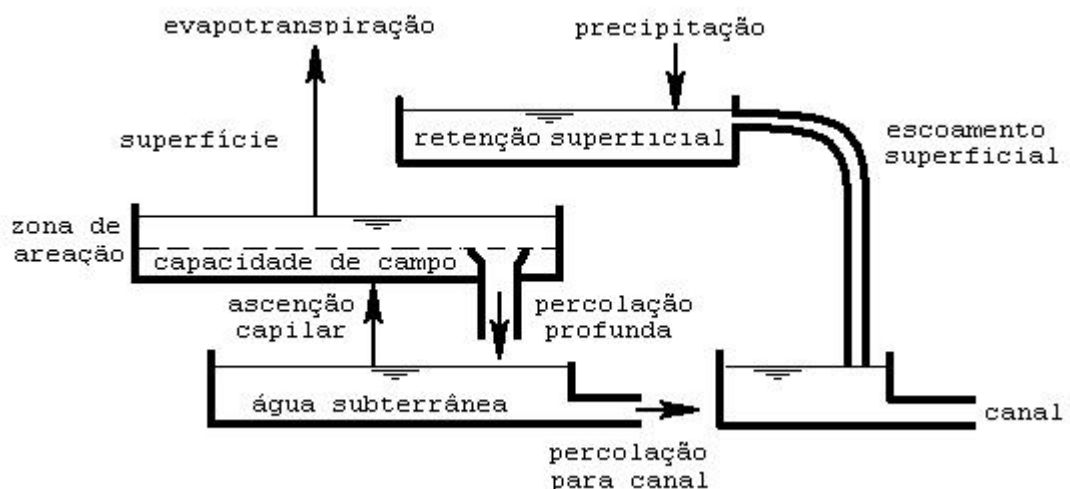 evapotranspiração
precipitação
superfície
retenção superficial
escoamento
superficial
zona de
areação
capacidade de campo
ascenção
capilar
percolação
profunda
água subterrânea
canal
percolação
para canal